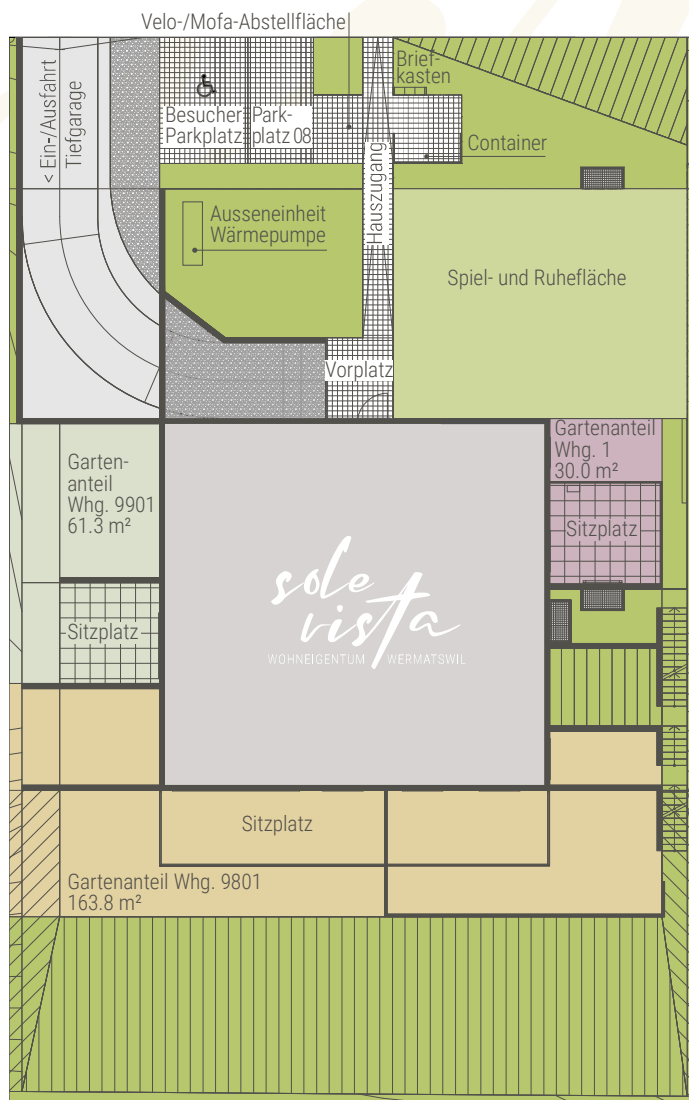 Velo-/Mofa-Abstellfläche
< Ein-/Ausfahrt
Tiefgarage
Besucher
Parkplatz
Park-
platz 08
Brief-
kasten
Container
Hauszugang
Ausseneinheit
Wärmepumpe
Spiel- und Ruhefläche
Vorplatz
Garten-
anteil
Whg. 9901
61.3 m²
Gartenanteil
Whg. 1
30.0 m²
Sitzplatz
Sitzplatz
sole
vista
WOHNEIGENTUM WERMATSWIL
Sitzplatz
Gartenanteil Whg. 9801
163.8 m²